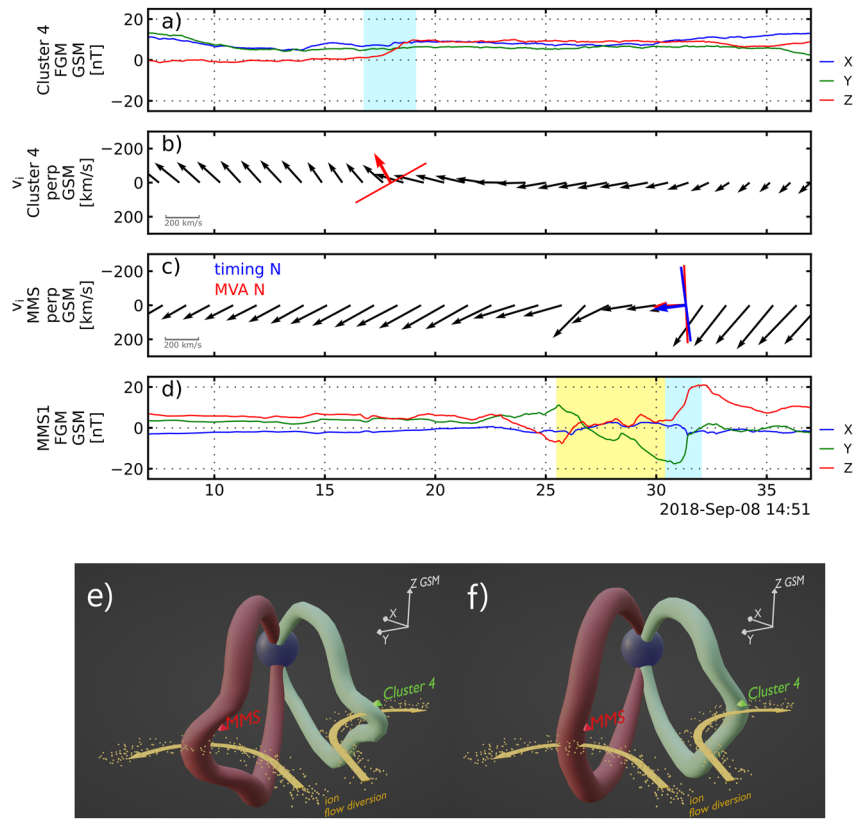 a)
Cluster 4
FGM
GSM
[nT]
20
0
−20
X
Y
Z
b)
v_i
Cluster 4
perp
GSM
[km/s]
−200
0
200
200 km/s
c)
timing N
MVA N
v_i
MMS
perp
GSM
[km/s]
−200
0
200
200 km/s
d)
MMS1
FGM
GSM
[nT]
20
0
−20
X
Y
Z
10 15 20 25 30 35
2018-Sep-08 14:51
e)
Z GSM
X
Y
Cluster 4
MMS
ion
flow diversion
f)
Z GSM
X
Y
Cluster 4
MMS
ion
flow diversion